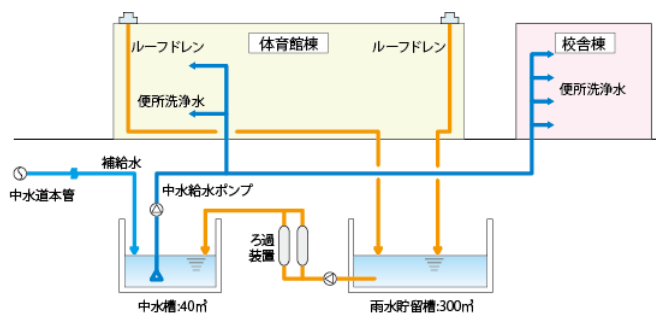 ルーフドレン
体育館棟
ルーフドレン
校舎棟
便所洗浄水
便所洗浄水
補給水
中水道本管
中水給水ポンプ
ろ過
装置
中水槽:40㎥
雨水貯留槽:300㎥